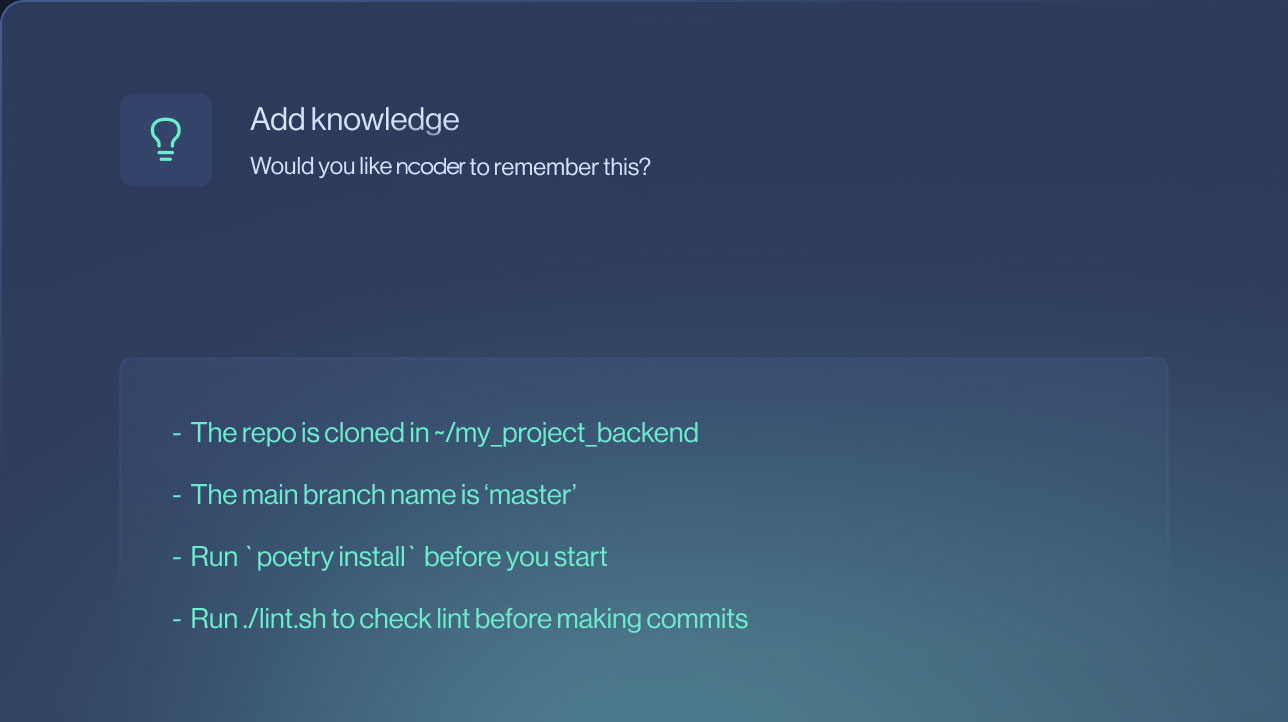 Add knowledge
Would you like ncoder to remember this?
- The repo is cloned in ~/my_project_backend
- The main branch name is ‘master’
- Run `poetry install` before you start
- Run ./lint.sh to check lint before making commits